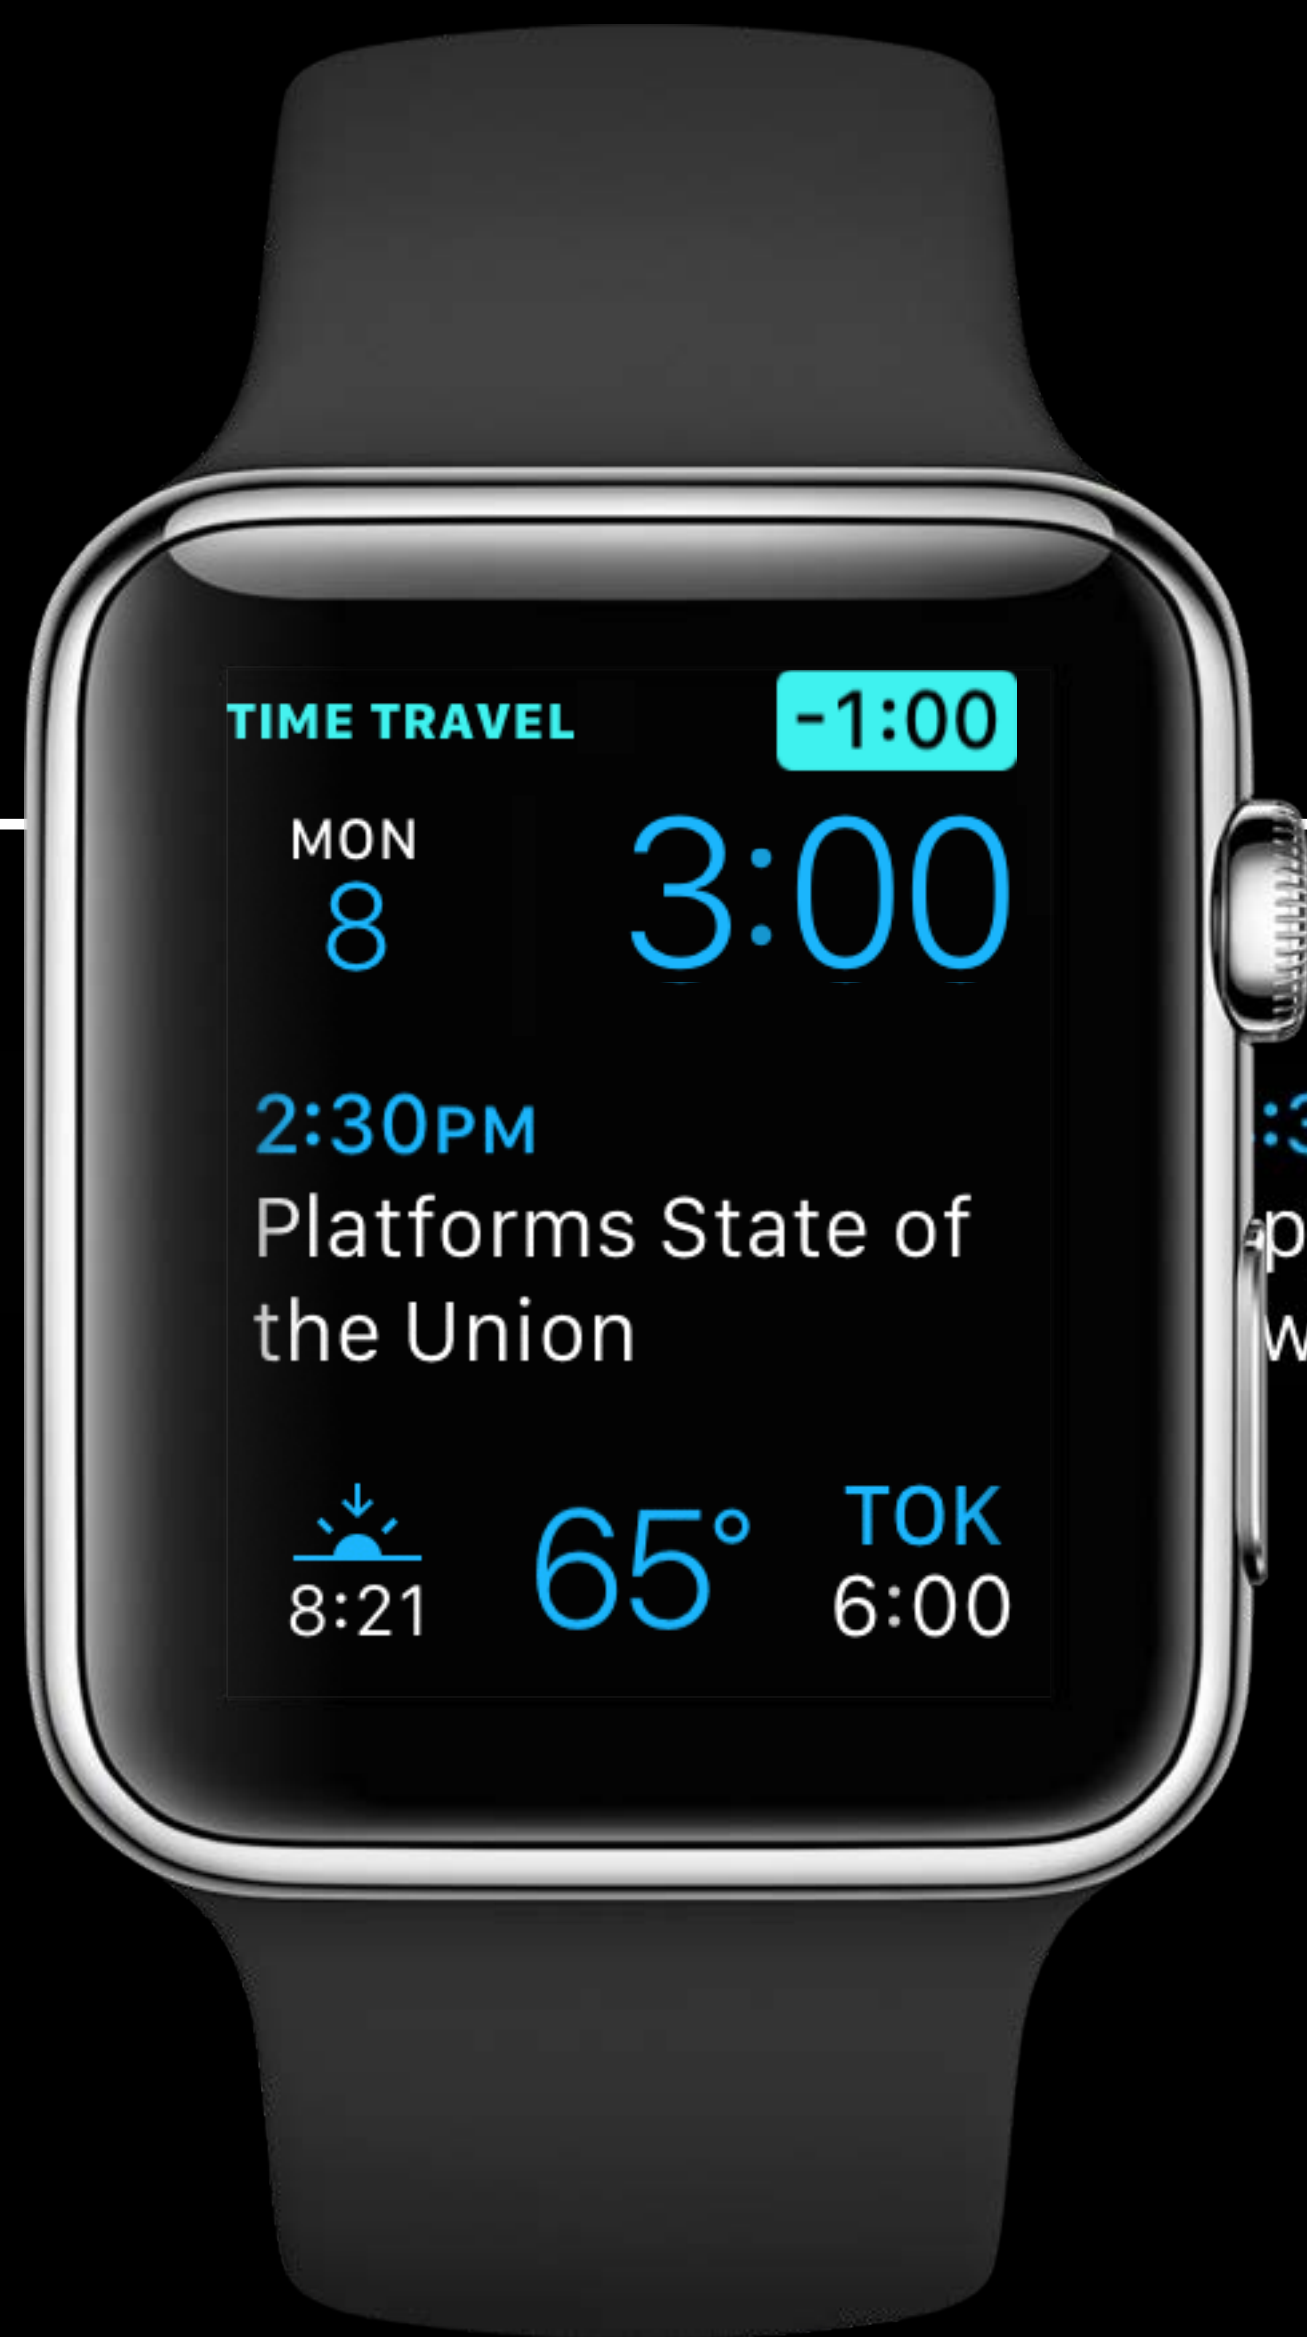 TIME TRAVEL -1:00
MON
8
3:00
2:30PM
Platforms State of
the Union
8:21
65°
TOK
6:00